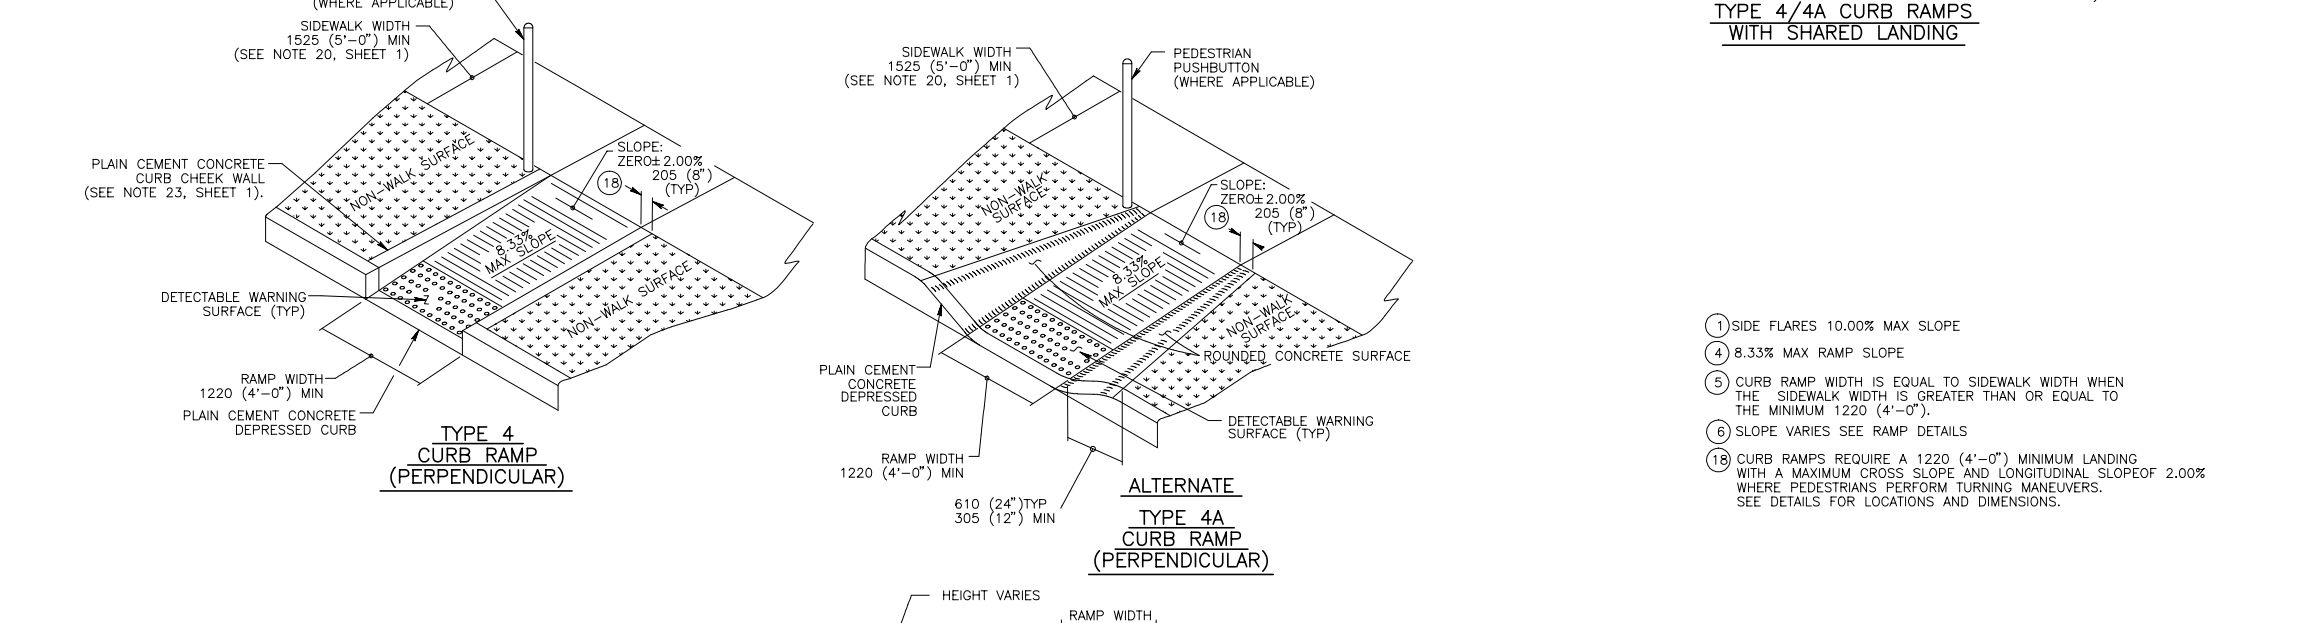 (WHERE APPLICABLE)
SIDEWALK WIDTH
1525 (5'-0") MIN
(SEE NOTE 20, SHEET 1)
PLAIN CEMENT CONCRETE
CURB CHEEK WALL
(SEE NOTE 23, SHEET 1).
NON-WALK SURFACE
SLOPE:
ZERO±2.00%
205 (8")
(TYP)
18
8.33%
MAX SLOPE
NON-WALK SURFACE
DETECTABLE WARNING
SURFACE (TYP)
RAMP WIDTH
1220 (4'-0") MIN
PLAIN CEMENT CONCRETE
DEPRESSED CURB
TYPE 4
CURB RAMP
(PERPENDICULAR)
SIDEWALK WIDTH
1525 (5'-0") MIN
(SEE NOTE 20, SHEET 1)
PEDESTRIAN
PUSHBUTTON
(WHERE APPLICABLE)
NON-WALK
SURFACE
SLOPE:
ZERO±2.00%
205 (8")
(TYP)
18
8.33%
MAX SLOPE
NON-WALK
SURFACE
ROUNDED CONCRETE SURFACE
PLAIN CEMENT
CONCRETE
DEPRESSED
CURB
DETECTABLE WARNING
SURFACE (TYP)
RAMP WIDTH
1220 (4'-0") MIN
610 (24")TYP
305 (12") MIN
ALTERNATE
TYPE 4A
CURB RAMP
(PERPENDICULAR)
HEIGHT VARIES
RAMP WIDTH
TYPE 4/4A CURB RAMPS
WITH SHARED LANDING
1 SIDE FLARES 10.00% MAX SLOPE
4 8.33% MAX RAMP SLOPE
5 CURB RAMP WIDTH IS EQUAL TO SIDEWALK WIDTH WHEN
THE SIDEWALK WIDTH IS GREATER THAN OR EQUAL TO
THE MINIMUM 1220 (4'-0").
6 SLOPE VARIES SEE RAMP DETAILS
18 CURB RAMPS REQUIRE A 1220 (4'-0") MINIMUM LANDING
WITH A MAXIMUM CROSS SLOPE AND LONGITUDINAL SLOPEOF 2.00%
WHERE PEDESTRIANS PERFORM TURNING MANEUVERS.
SEE DETAILS FOR LOCATIONS AND DIMENSIONS.